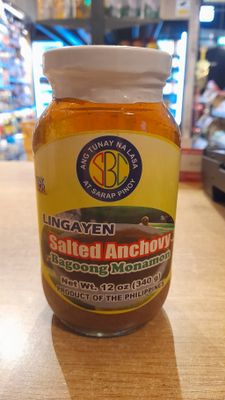 ANG TUNAY NA LASA
SBD
AT SARAP PINOY
LINGAYEN
Salted Anchovy
Bagoong Monamon
Net. Wt. 12 oz (340 g)
PRODUCT OF THE PHILIPPINES